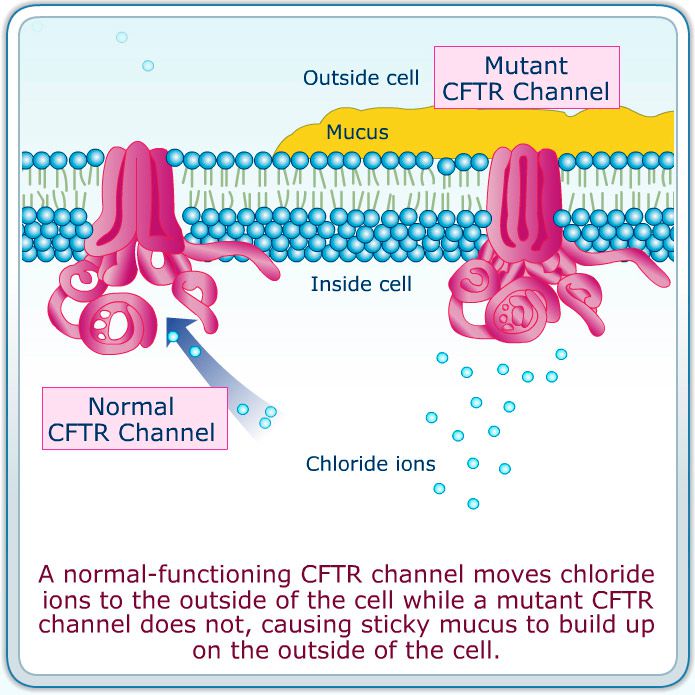 Outside cell
Mutant
CFTR Channel
Mucus
Inside cell
Normal
CFTR Channel
Chloride ions
A normal-functioning CFTR channel moves chloride
ions to the outside of the cell while a mutant CFTR
channel does not, causing sticky mucus to build up
on the outside of the cell.